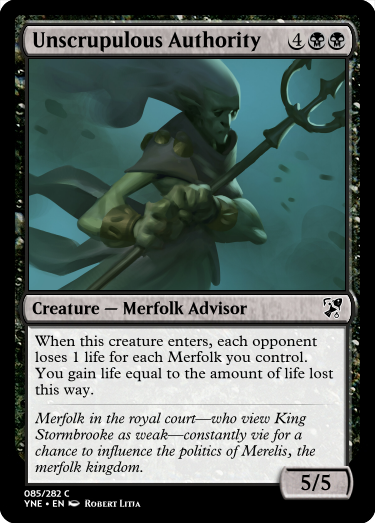 Unscrupulous Authority 4
Creature — Merfolk Advisor
When this creature enters, each opponent
loses 1 life for each Merfolk you control.
You gain life equal to the amount of life lost
this way.
Merfolk in the royal court—who view King
Stormbrooke as weak—constantly vie for a
chance to influence the politics of Merelis, the
merfolk kingdom.
5/5
085/282 C
YNE • EN Robert Litia